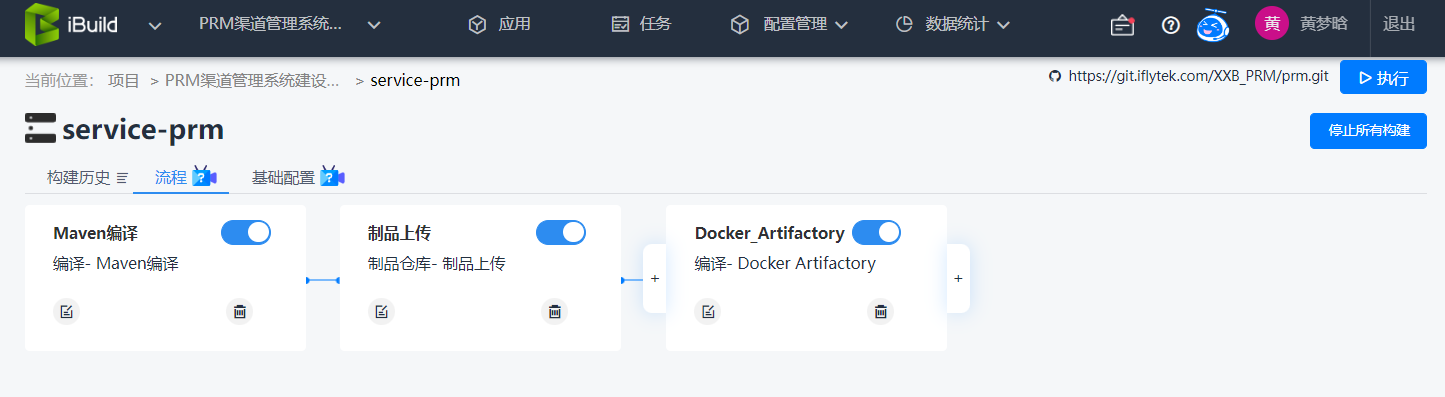 iBuild
PRM渠道管理系统...
应用
任务
配置管理
数据统计
黄
黄梦晗
退出
当前位置： 项目 > PRM渠道管理系统建设... > service-prm
https://git.iflytek.com/XXB_PRM/prm.git
执行
service-prm
停止所有构建
构建历史
流程
基础配置
Maven编译
编译- Maven编译
制品上传
制品仓库- 制品上传
+
Docker_Artifactory
编译- Docker Artifactory
+